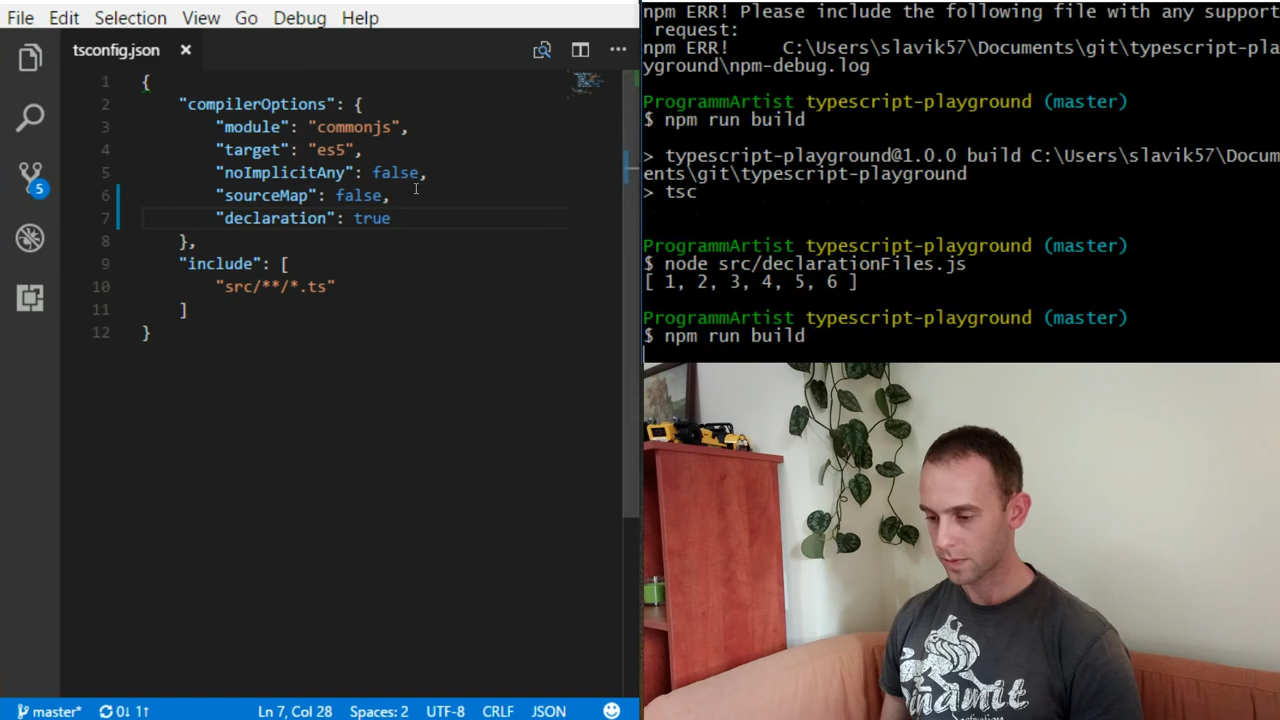 File Edit Selection View Go Debug Help
tsconfig.json
1 {
2 "compilerOptions": {
3 "module": "commonjs",
4 "target": "es5",
5 "noImplicitAny": false,
6 "sourceMap": false,
7 "declaration": true
8 },
9 "include": [
10 "src/**/*.ts"
11 ]
12 }
5
master* 0↓ 1↑ Ln 7, Col 28 Spaces: 2 UTF-8 CRLF JSON
npm ERR! Please include the following file with any support
request:
npm ERR! C:\Users\slavik57\Documents\git\typescript-pla
yground\npm-debug.log
ProgrammArtist typescript-playground (master)
$ npm run build
> typescript-playground@1.0.0 build C:\Users\slavik57\Docum
ents\git\typescript-playground
> tsc
ProgrammArtist typescript-playground (master)
$ node src/declarationFiles.js
[ 1, 2, 3, 4, 5, 6 ]
ProgrammArtist typescript-playground (master)
$ npm run build
Dinamit